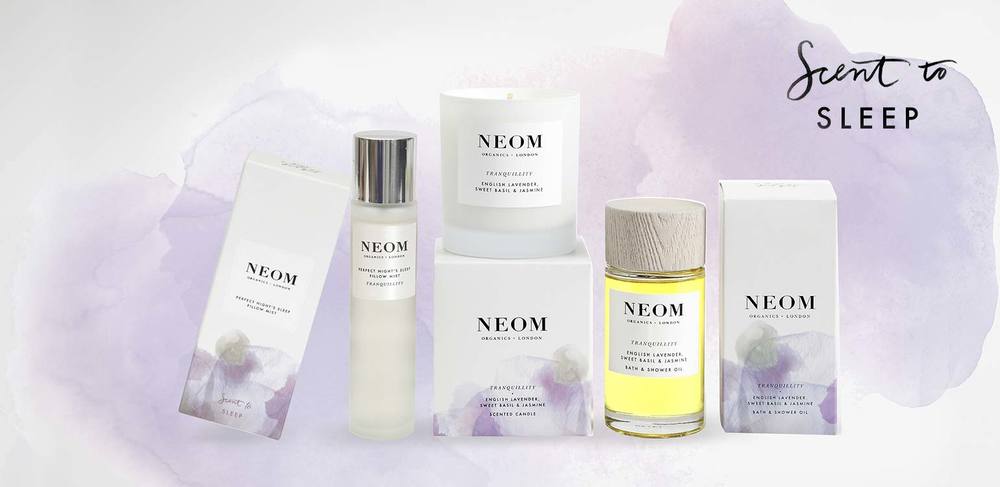 Scent to
SLEEP
NEOM
ORGANICS • LONDON
PERFECT NIGHT'S SLEEP
PILLOW MIST
Scent to
SLEEP
NEOM
ORGANICS • LONDON
PERFECT NIGHT'S SLEEP
PILLOW MIST
TRANQUILLITY
NEOM
ORGANICS • LONDON
TRANQUILLITY
ENGLISH LAVENDER,
SWEET BASIL & JASMINE
NEOM
ORGANICS • LONDON
TRANQUILLITY
ENGLISH LAVENDER,
SWEET BASIL & JASMINE
SCENTED CANDLE
NEOM
ORGANICS • LONDON
TRANQUILLITY
ENGLISH LAVENDER,
SWEET BASIL & JASMINE
BATH & SHOWER OIL
NEOM
ORGANICS • LONDON
TRANQUILLITY
ENGLISH LAVENDER,
SWEET BASIL & JASMINE
BATH & SHOWER OIL